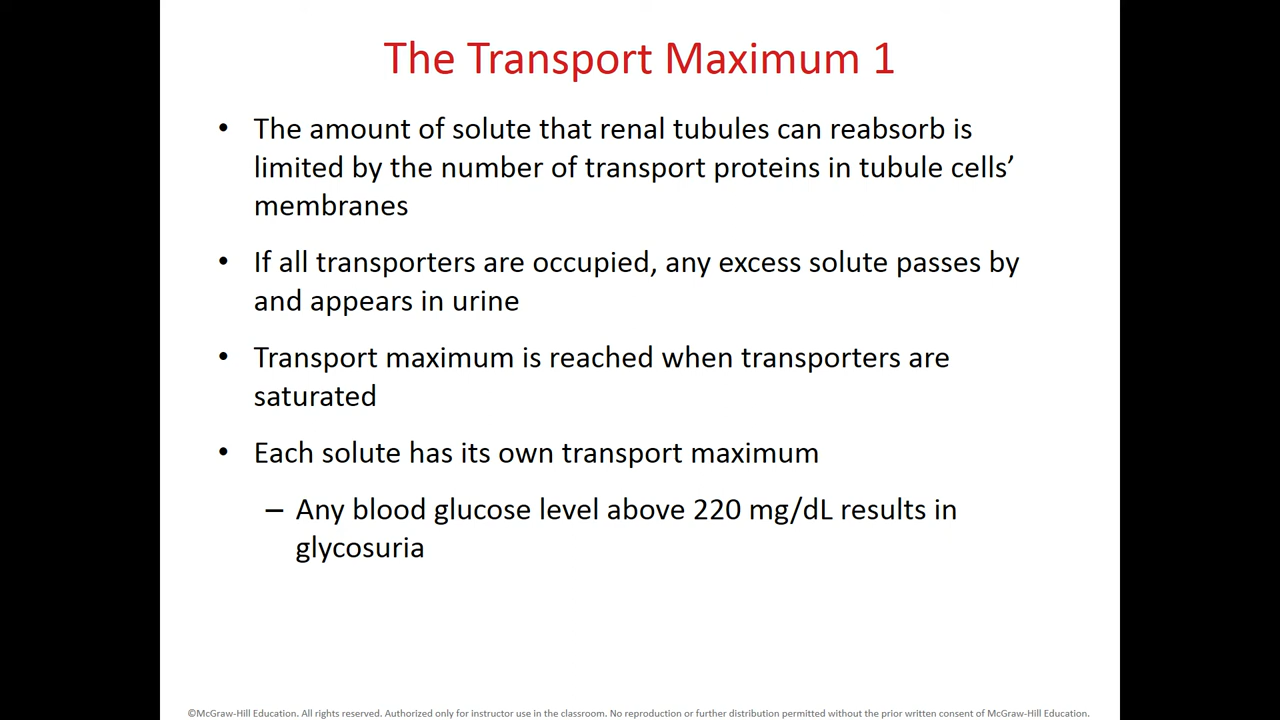 The Transport Maximum 1
• The amount of solute that renal tubules can reabsorb is
limited by the number of transport proteins in tubule cells’
membranes
• If all transporters are occupied, any excess solute passes by
and appears in urine
• Transport maximum is reached when transporters are
saturated
• Each solute has its own transport maximum
– Any blood glucose level above 220 mg/dL results in
glycosuria
©McGraw-Hill Education. All rights reserved. Authorized only for instructor use in the classroom. No reproduction or further distribution permitted without the prior written consent of McGraw-Hill Education.